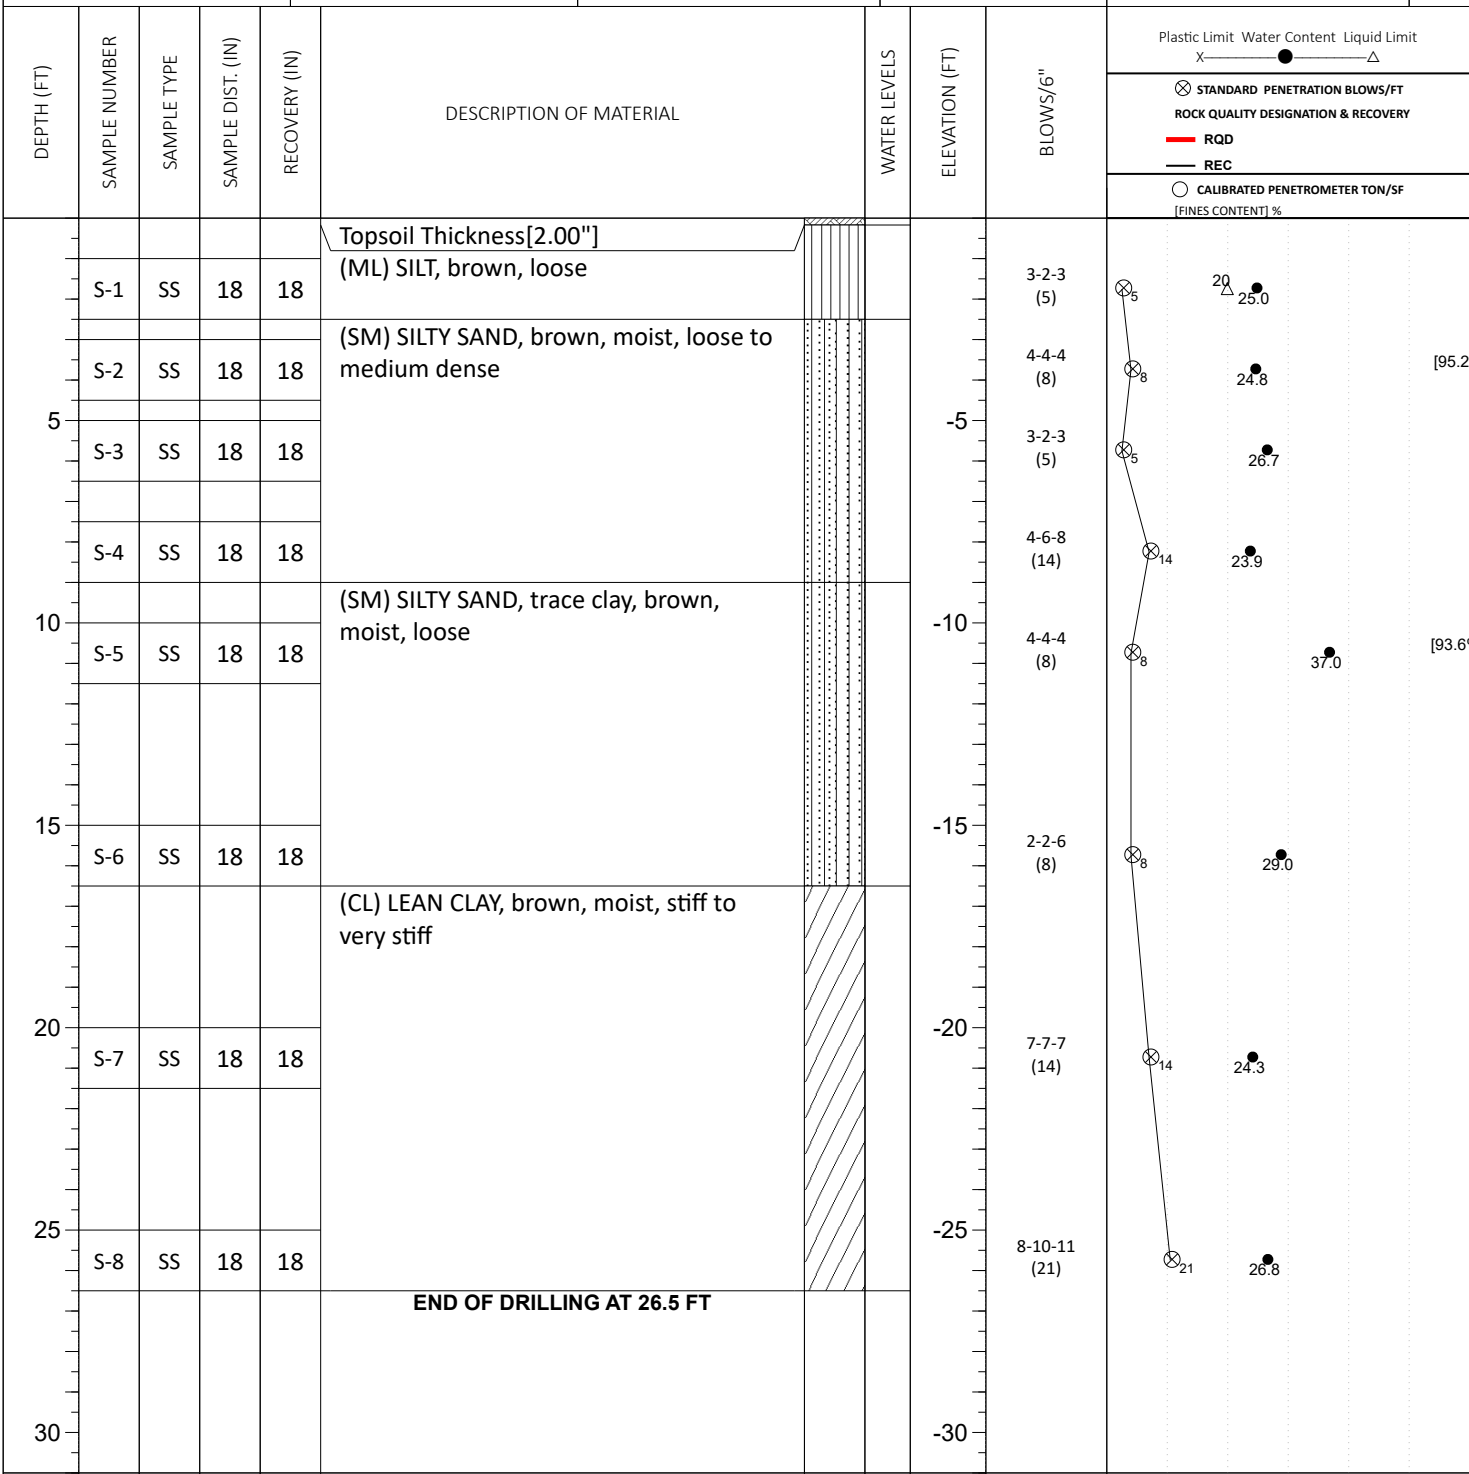 DEPTH (FT)
SAMPLE NUMBER
SAMPLE TYPE
SAMPLE DIST. (IN)
RECOVERY (IN)
DESCRIPTION OF MATERIAL
WATER LEVELS
ELEVATION (FT)
BLOWS/6"
Plastic Limit Water Content Liquid Limit
X
STANDARD PENETRATION BLOWS/FT
ROCK QUALITY DESIGNATION & RECOVERY
RQD
REC
CALIBRATED PENETROMETER TON/SF
[FINES CONTENT] %
Topsoil Thickness[2.00"]
(ML) SILT, brown, loose
S-1 SS 18 18
3-2-3
(5)
5
20
25.0
(SM) SILTY SAND, brown, moist, loose to
medium dense
S-2 SS 18 18
4-4-4
(8)
8
24.8
[95.2
5
-5
S-3 SS 18 18
3-2-3
(5)
5
26.7
S-4 SS 18 18
4-6-8
(14)
14
23.9
(SM) SILTY SAND, trace clay, brown,
moist, loose
10
-10
S-5 SS 18 18
4-4-4
(8)
8
37.0
[93.6%
15
-15
S-6 SS 18 18
2-2-6
(8)
8
29.0
(CL) LEAN CLAY, brown, moist, stiff to
very stiff
20
-20
S-7 SS 18 18
7-7-7
(14)
14
24.3
25
-25
S-8 SS 18 18
8-10-11
(21)
21
26.8
END OF DRILLING AT 26.5 FT
30
-30